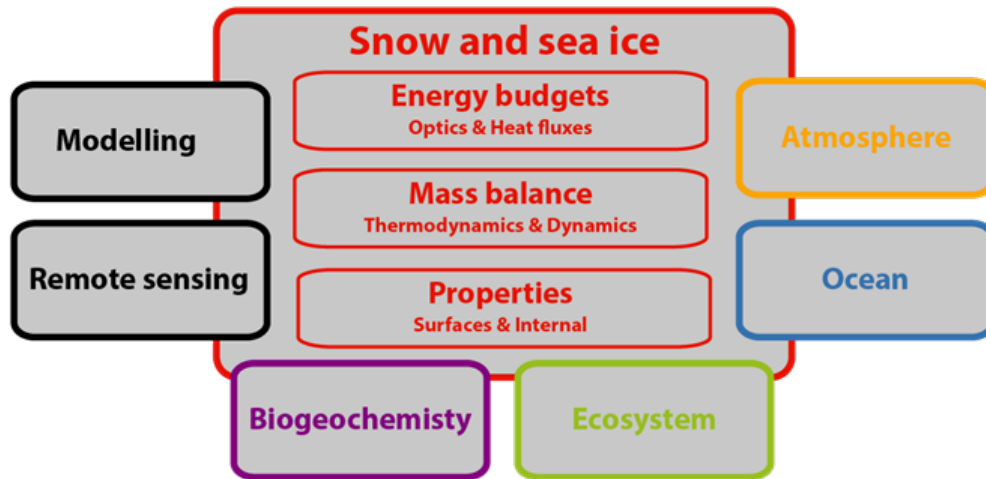 Snow and sea ice
Energy budgets
Optics & Heat fluxes
Mass balance
Thermodynamics & Dynamics
Properties
Surfaces & Internal
Modelling
Remote sensing
Atmosphere
Ocean
Biogeochemisty
Ecosystem